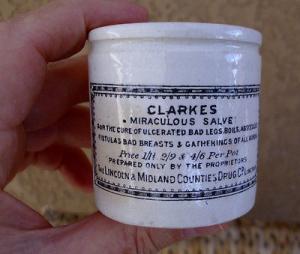 CLARKES
MIRACULOUS SALVE
FOR THE CURE OF ULCERATED BAD LEGS, BOILS, ABSCESSES
FISTULAS BAD BREASTS & GATHERINGS OF ALL KINDS
Price 1/1½ 2/9 & 4/6 Per Pot
PREPARED ONLY BY THE PROPRIETORS
THE LINCOLN & MIDLAND COUNTIES DRUG Co LINCOLN